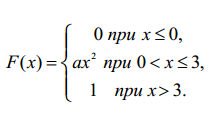 0 при x ≤ 0,
F(x) = { ax² при 0 < x ≤ 3,
1 при x > 3.